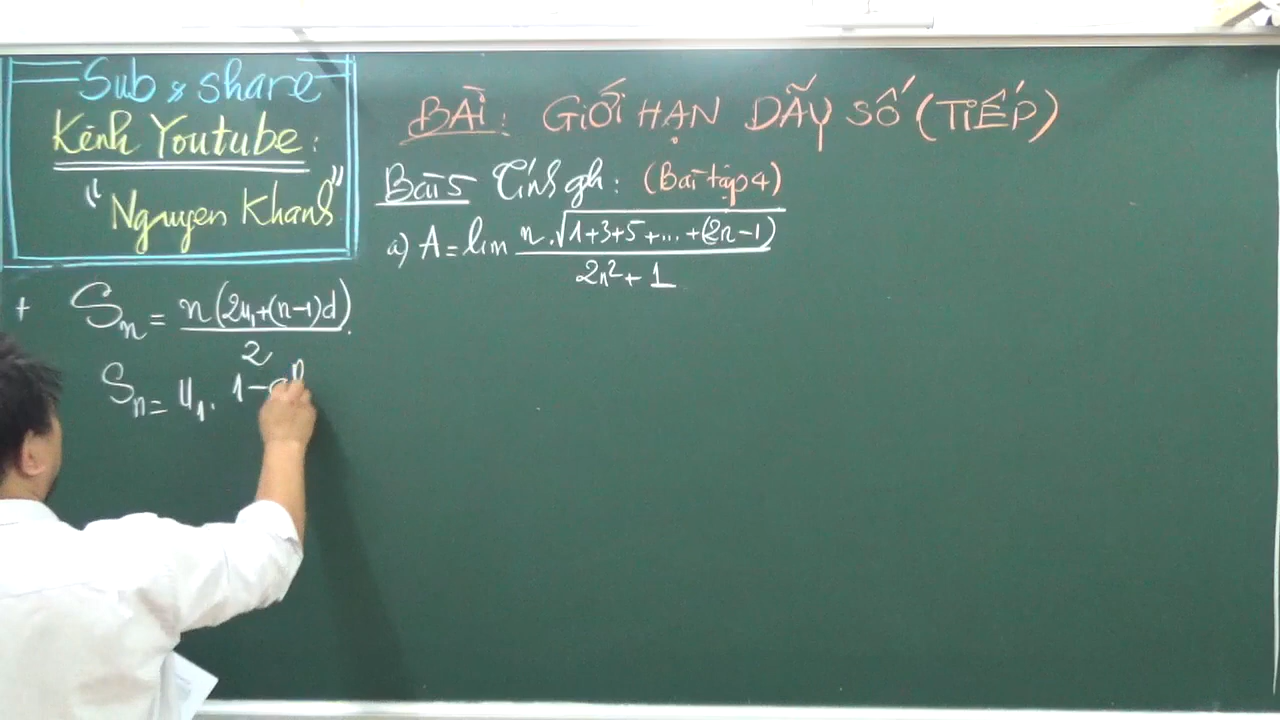 Sub & share
Kênh Youtube:
"Nguyen Khanh"
BÀI: GIỚI HẠN DÃY SỐ (TIẾP)
Bài 5 Tính gh: (Bài tập 4)
a) A = lim n.√(1+3+5+...+(2n-1)) / (2n²+1)
+ Sn = n(2u₁+(n-1)d) / 2.
Sn = u₁. 1-qⁿ